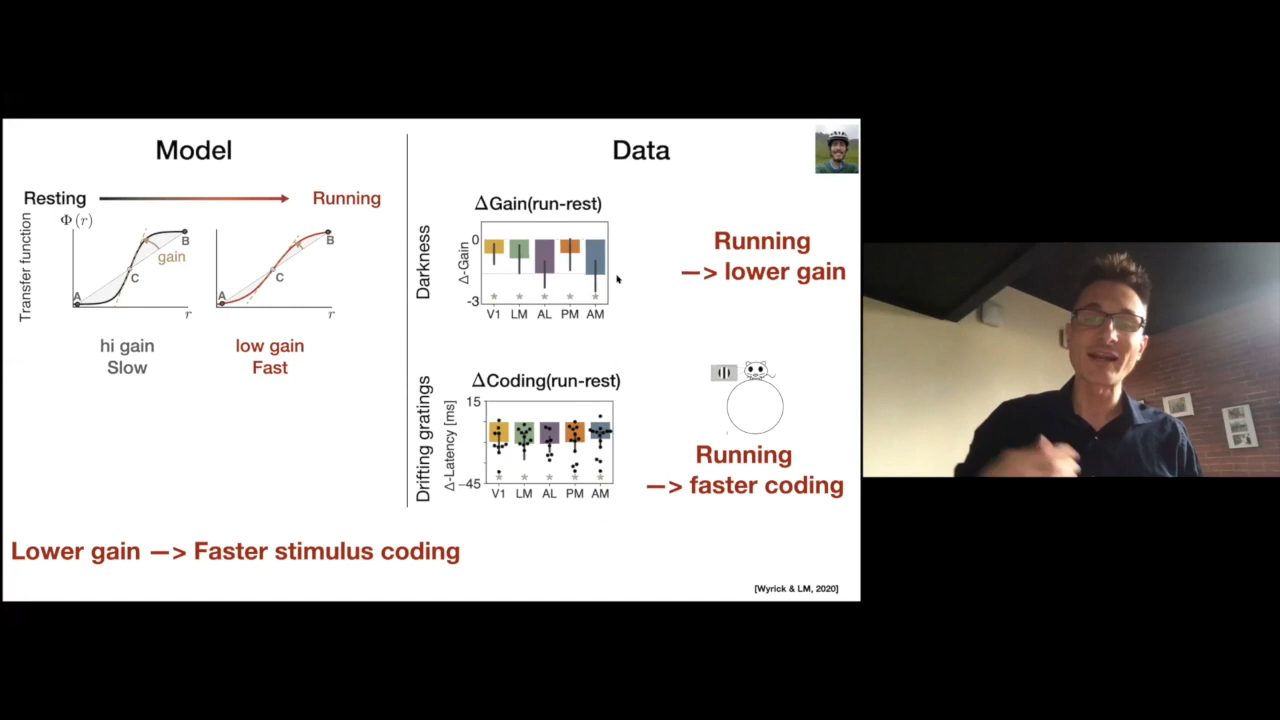 Model
Resting
Running
Transfer function
Φ(r)
A
B
C
gain
r
A
B
C
r
hi gain
Slow
low gain
Fast
Data
Darkness
ΔGain(run-rest)
Δ-Gain
0
-3
* * * * *
V1 LM AL PM AM
Running
—> lower gain
Drifting gratings
ΔCoding(run-rest)
Δ-Latency [ms]
15
−45
* * * * *
V1 LM AL PM AM
Running
—> faster coding
Lower gain —> Faster stimulus coding
[Wyrick & LM, 2020]